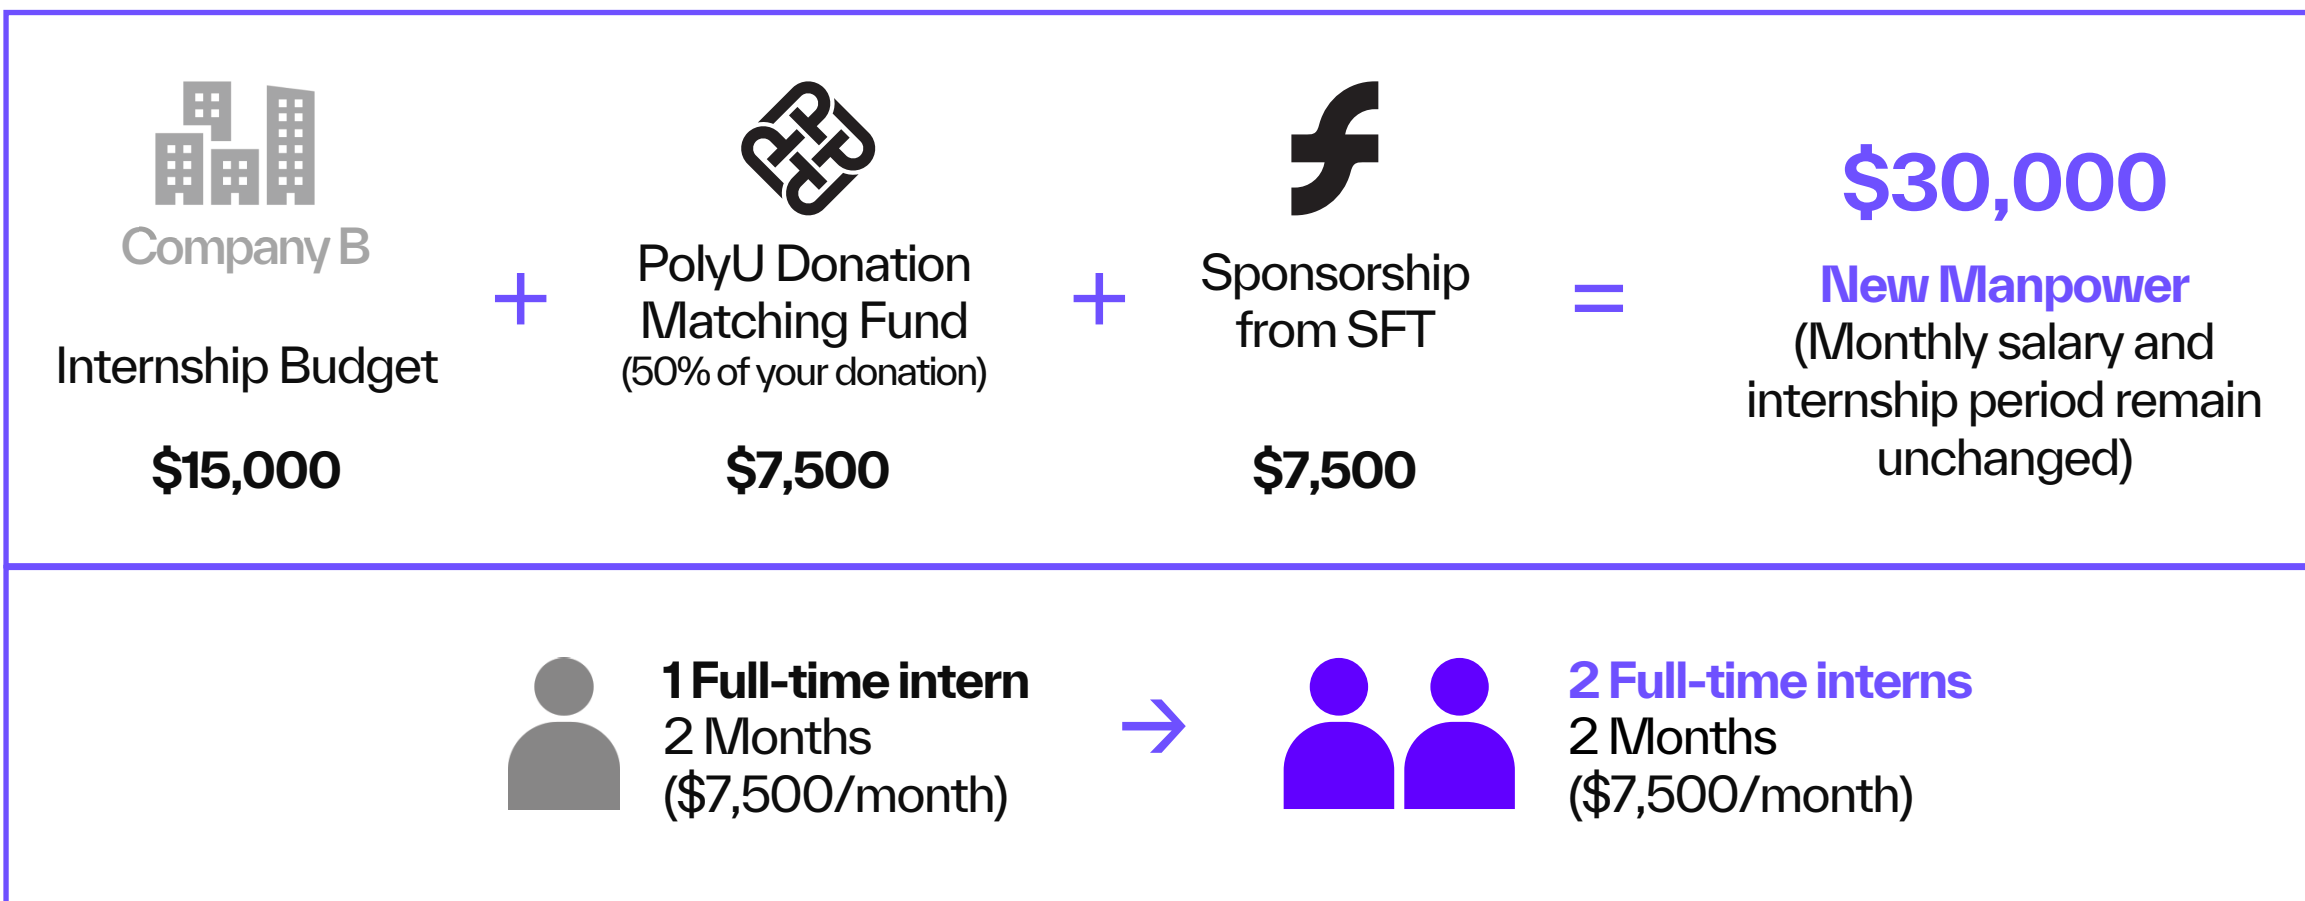 Company B
Internship Budget
$15,000
+
PolyU Donation
Matching Fund
(50% of your donation)
$7,500
+
Sponsorship
from SFT
$7,500
=
$30,000
New Manpower
(Monthly salary and
internship period remain
unchanged)
1 Full-time intern
2 Months
($7,500/month)
→
2 Full-time interns
2 Months
($7,500/month)